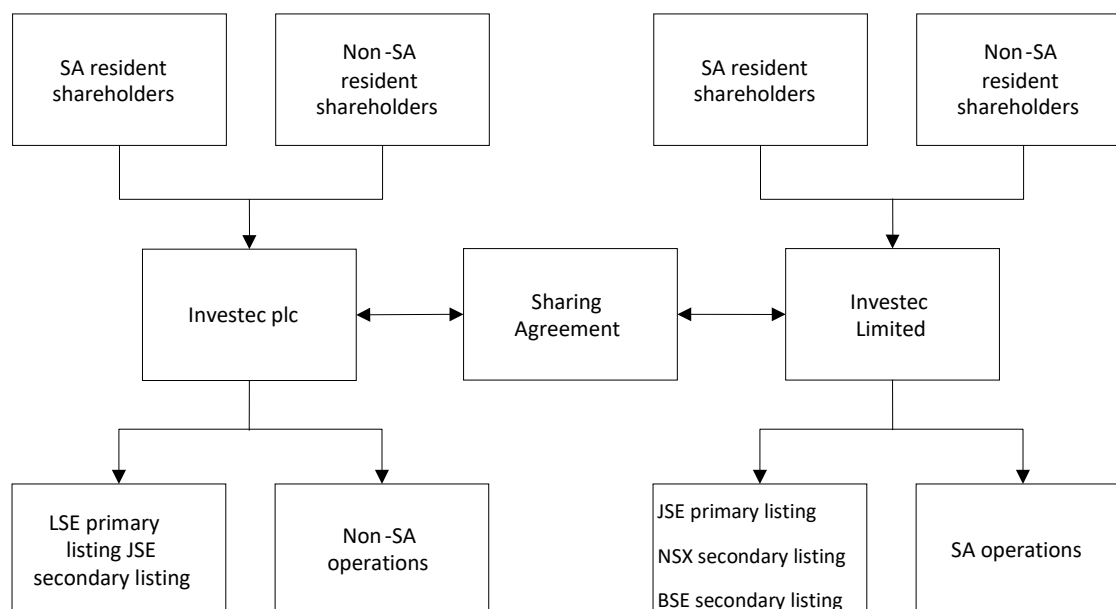 SA resident
shareholders
Non -SA
resident
shareholders
SA resident
shareholders
Non -SA
resident
shareholders
Investec plc
Sharing
Agreement
Investec
Limited
LSE primary
listing JSE
secondary listing
Non -SA
operations
JSE primary listing
NSX secondary listing
BSE secondary listing
SA operations